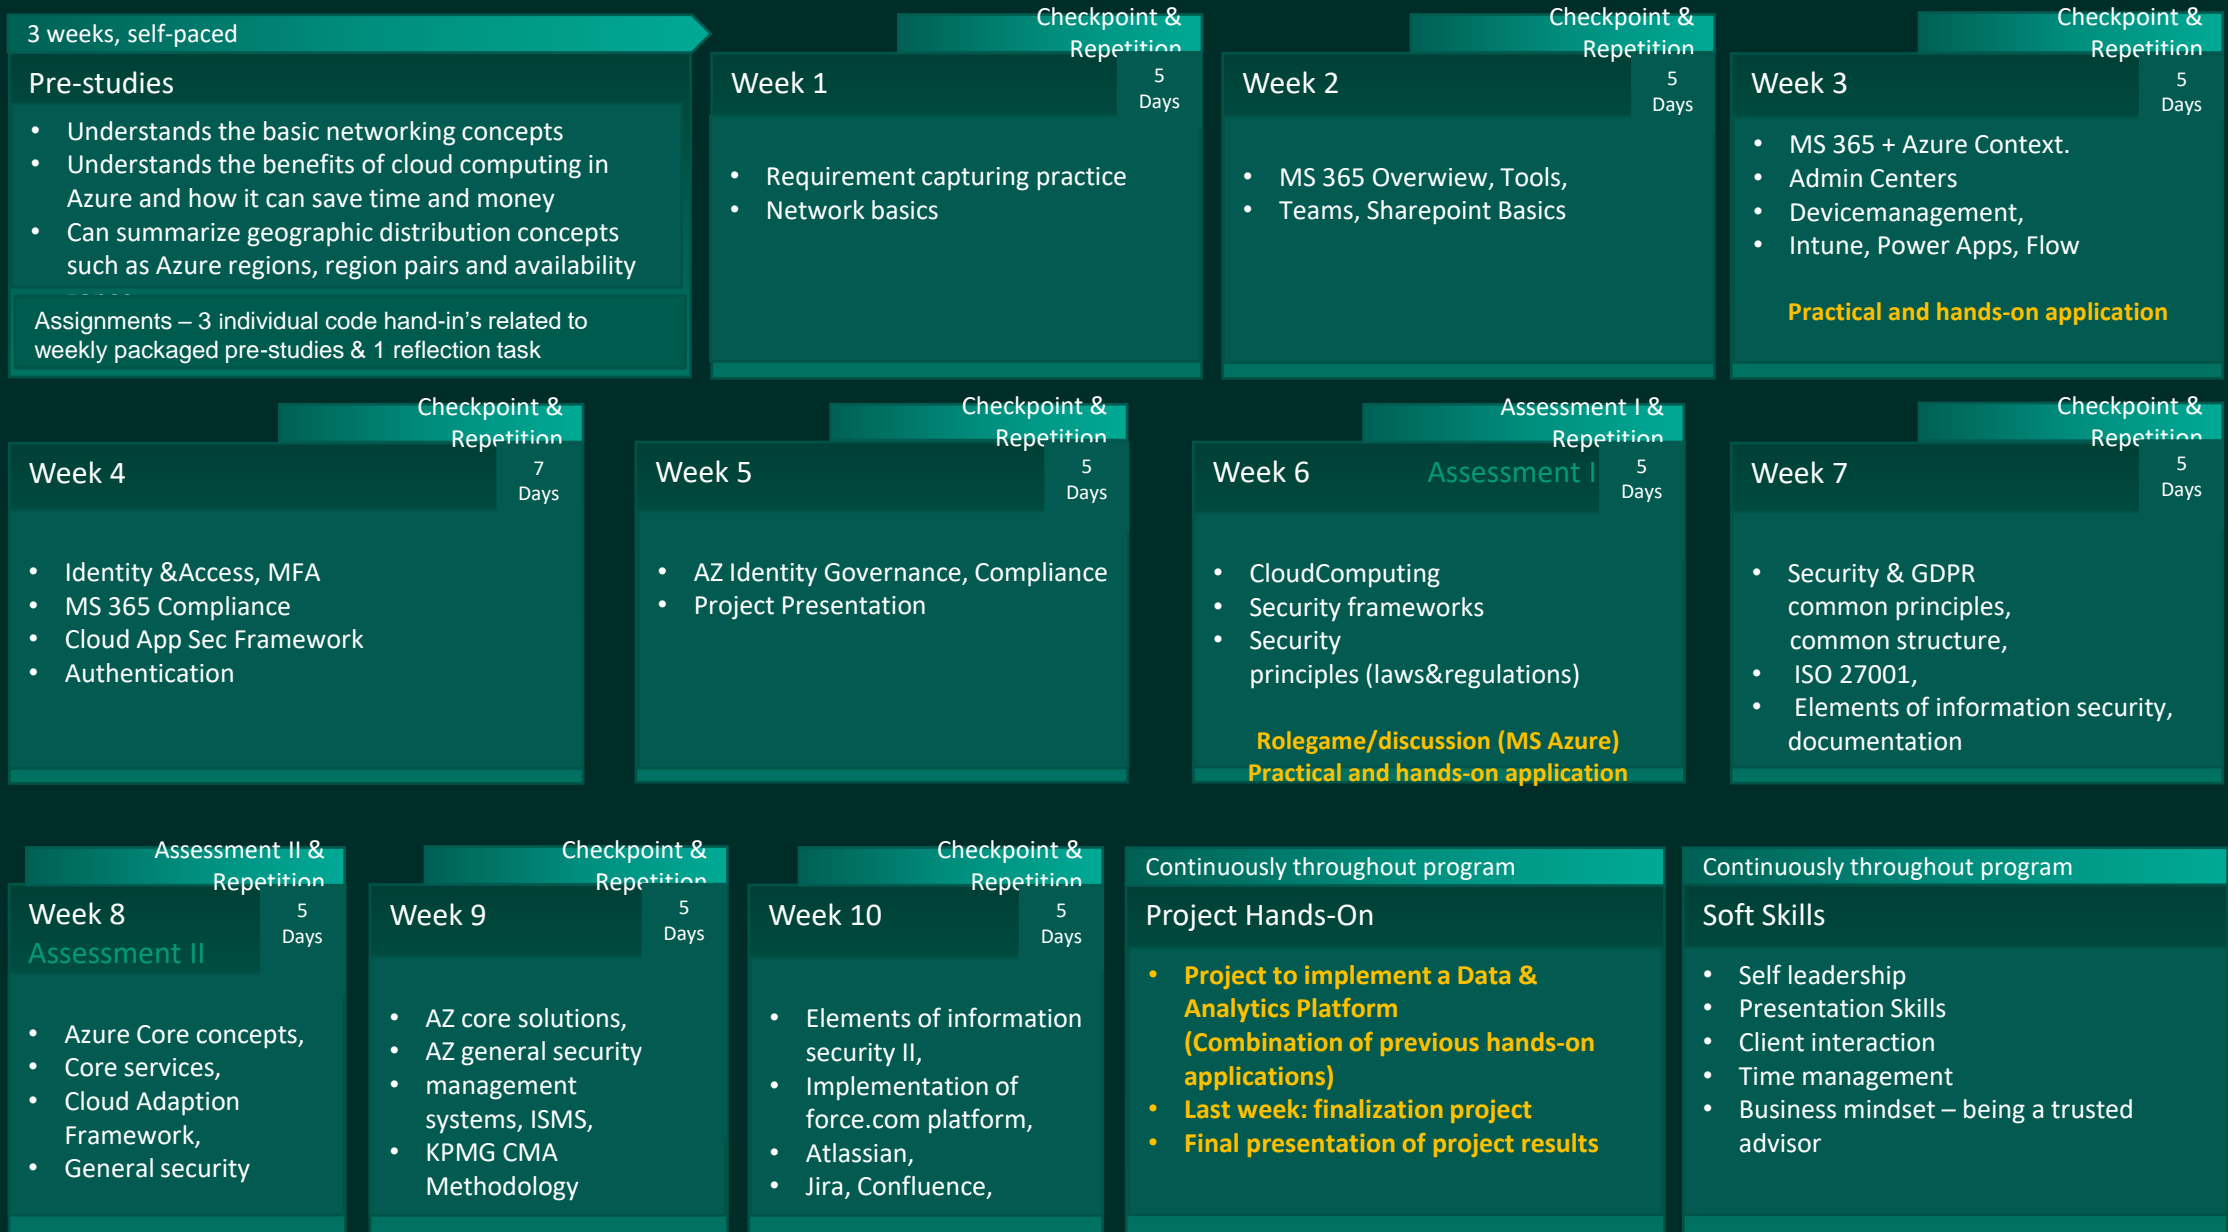 3 weeks, self-paced
Pre-studies
• Understands the basic networking concepts
• Understands the benefits of cloud computing in
Azure and how it can save time and money
• Can summarize geographic distribution concepts
such as Azure regions, region pairs and availability
Assignments – 3 individual code hand-in's related to
weekly packaged pre-studies & 1 reflection task
Checkpoint &
Repetition
Week 1
5
Days
• Requirement capturing practice
• Network basics
Checkpoint &
Repetition
Week 2
5
Days
• MS 365 Overwiew, Tools,
• Teams, Sharepoint Basics
Checkpoint &
Repetition
Week 3
5
Days
• MS 365 + Azure Context.
• Admin Centers
• Devicemanagement,
• Intune, Power Apps, Flow
Practical and hands-on application
Checkpoint &
Repetition
Week 4
7
Days
• Identity &Access, MFA
• MS 365 Compliance
• Cloud App Sec Framework
• Authentication
Checkpoint &
Repetition
Week 5
5
Days
• AZ Identity Governance, Compliance
• Project Presentation
Assessment I &
Repetition
Week 6
Assessment I
5
Days
• CloudComputing
• Security frameworks
• Security
principles (laws&regulations)
Rolegame/discussion (MS Azure)
Practical and hands-on application
Checkpoint &
Repetition
Week 7
5
Days
• Security & GDPR
common principles,
common structure,
• ISO 27001,
• Elements of information security,
documentation
Assessment II &
Repetition
Week 8
Assessment II
5
Days
• Azure Core concepts,
• Core services,
• Cloud Adaption
Framework,
• General security
Checkpoint &
Repetition
Week 9
5
Days
• AZ core solutions,
• AZ general security
• management
systems, ISMS,
• KPMG CMA
Methodology
Checkpoint &
Repetition
Week 10
5
Days
• Elements of information
security II,
• Implementation of
force.com platform,
• Atlassian,
• Jira, Confluence,
Continuously throughout program
Project Hands-On
• Project to implement a Data &
Analytics Platform
(Combination of previous hands-on
applications)
• Last week: finalization project
• Final presentation of project results
Continuously throughout program
Soft Skills
• Self leadership
• Presentation Skills
• Client interaction
• Time management
• Business mindset – being a trusted
advisor